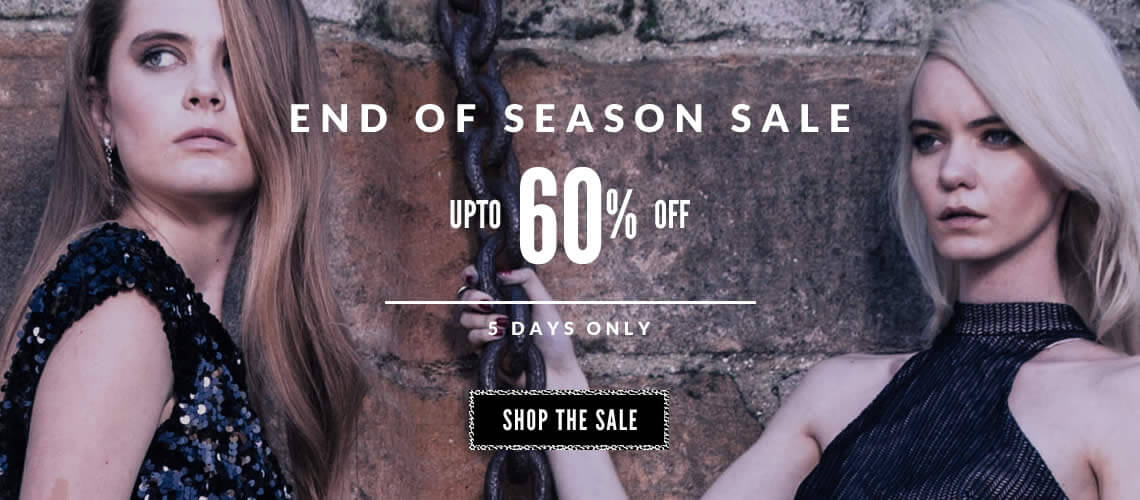 END OF SEASON SALE
UPTO 60% OFF
5 DAYS ONLY
SHOP THE SALE